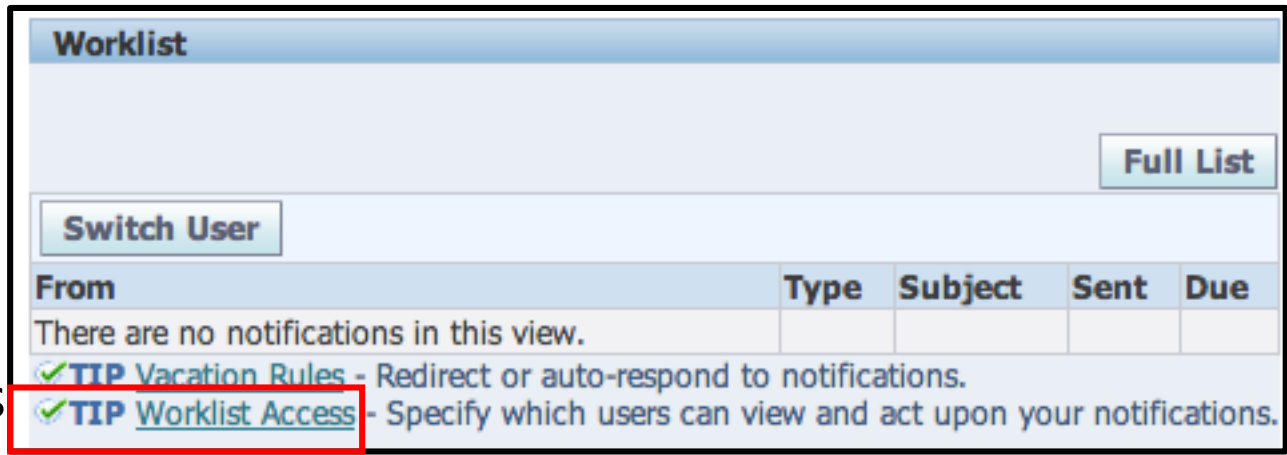 Worklist
Full List
Switch User
From Type Subject Sent Due
There are no notifications in this view.
TIP Vacation Rules - Redirect or auto-respond to notifications.
s
TIP Worklist Access - Specify which users can view and act upon your notifications.